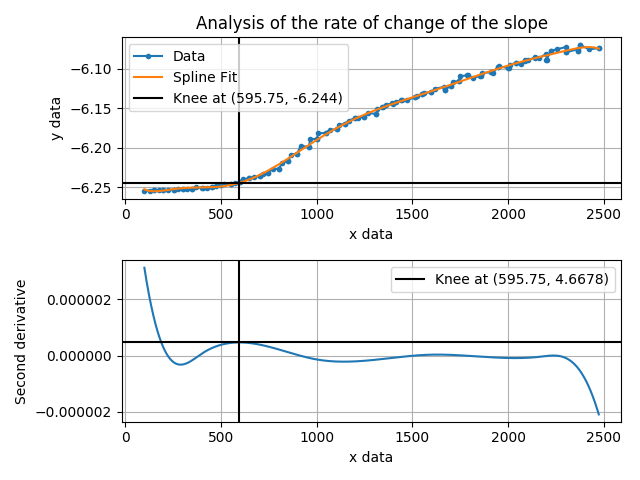 Analysis of the rate of change of the slope
Data
Spline Fit
Knee at (595.75, -6.244)
y data
−6.10
−6.15
−6.20
−6.25
0 500 1000 1500 2000 2500
x data
Knee at (595.75, 4.6678)
Second derivative
0.000002
0.000000
−0.000002
0 500 1000 1500 2000 2500
x data